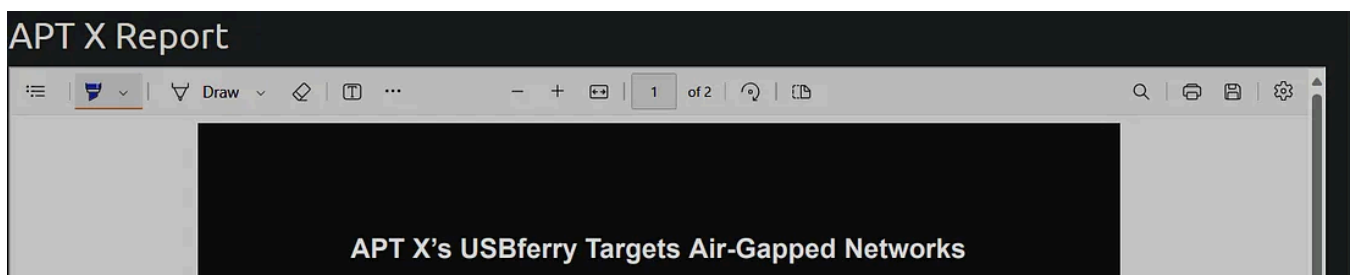 APT X Report
Draw 1 of 2
APT X's USBferry Targets Air-Gapped Networks